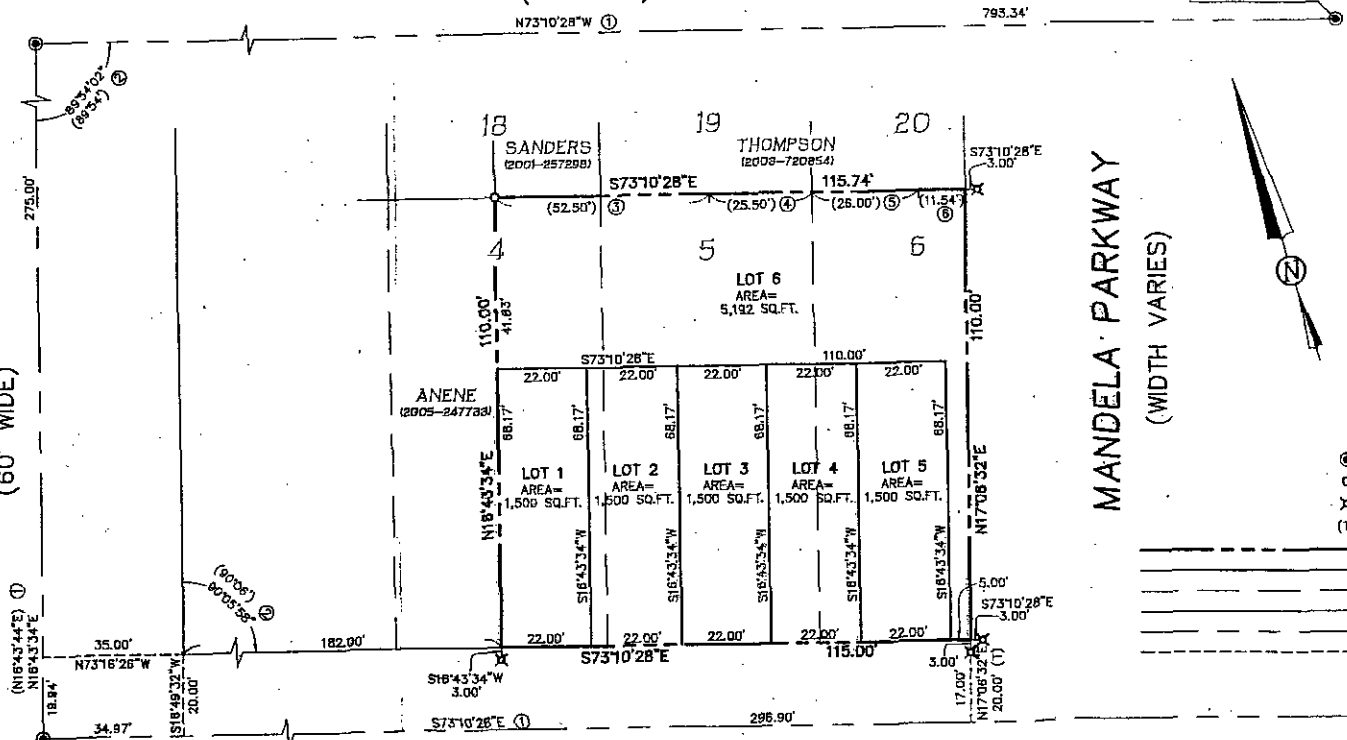 N73°10'28"W ①
793.34'
89°54'02" ②
(89°54')
275.00'
18
19
20
SANDERS
(2001-257298)
THOMPSON
(2008-720854)
S73°10'28"E
3.00'
S73°10'28"E
115.74'
(52.50') ③
(25.50') ④
(26.00') ⑤
(11.54')
⑥
4
5
6
LOT 6
AREA=
5,192 SQ.FT.
110.00'
41.83'
110.00'
MANDELA PARKWAY
(WIDTH VARIES)
N
(60' WIDE)
S73°10'28"E
110.00'
22.00'
22.00'
22.00'
22.00'
22.00'
ANENE
(2005-247733)
68.17'
68.17'
68.17'
68.17'
68.17'
68.17'
N16°43'34"E
N17°06'32"E
LOT 1
AREA=
1,500 SQ.FT.
LOT 2
AREA=
1,500 SQ.FT.
LOT 3
AREA=
1,500 SQ.FT.
LOT 4
AREA=
1,500 SQ.FT.
LOT 5
AREA=
1,500 SQ.FT.
S16°43'34"W
S16°43'34"W
S16°43'34"W
S16°43'34"W
S16°43'34"W
(90°06') ②
90°05'58"
5.00'
S73°10'28"E
3.00'
(N16°43'44"E) ①
N16°43'34"E
35.00'
N73°16'26"W
182.00'
22.00'
22.00'
22.00'
22.00'
22.00'
S73°10'28"E
115.00'
3.00'
S16°43'34"W
3.00'
19.94'
S16°49'32"W
20.00'
17.00'
N17°06'32"E
20.00' (T)
34.97'
S73°10'28"E ①
296.90'